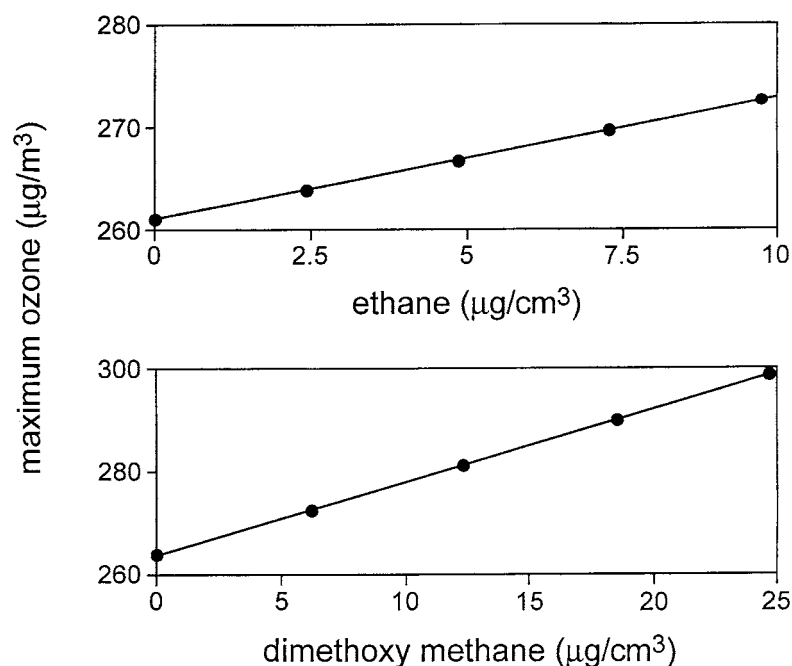 maximum ozone (μg/m³)
280
270
260
0 2.5 5 7.5 10
ethane (μg/cm³)
300
280
260
0 5 10 15 20 25
dimethoxy methane (μg/cm³)